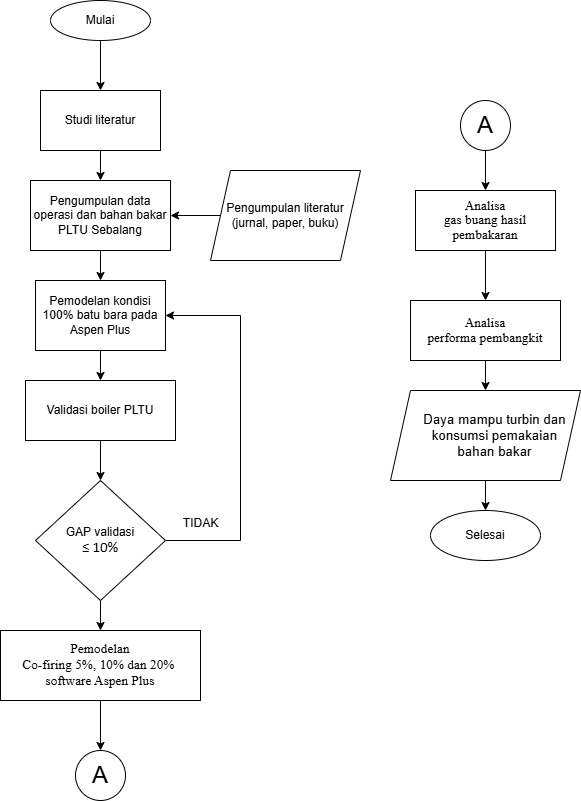 Mulai
Studi literatur
Pengumpulan data
operasi dan bahan bakar
PLTU Sebalang
Pengumpulan literatur
(jurnal, paper, buku)
Pemodelan kondisi
100% batu bara pada
Aspen Plus
Validasi boiler PLTU
GAP validasi
≤ 10%
TIDAK
Pemodelan
Co-firing 5%, 10% dan 20%
software Aspen Plus
A
A
Analisa
gas buang hasil
pembakaran
Analisa
performa pembangkit
Daya mampu turbin dan
konsumsi pemakaian
bahan bakar
Selesai